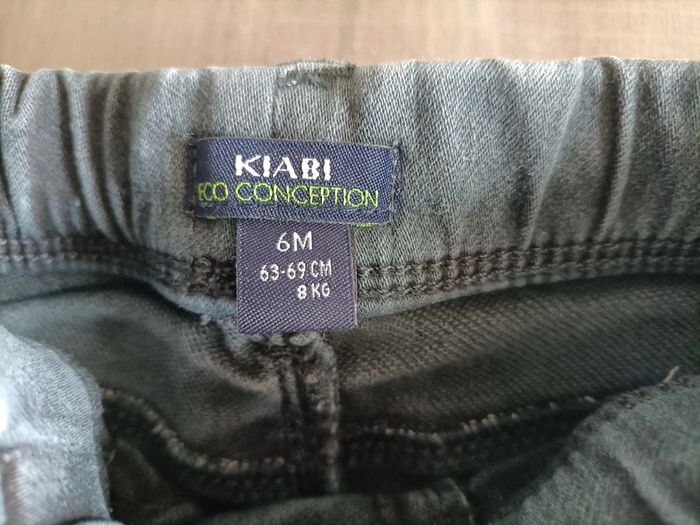 KIABI
ECO CONCEPTION
6M
63-69 CM
8 KG